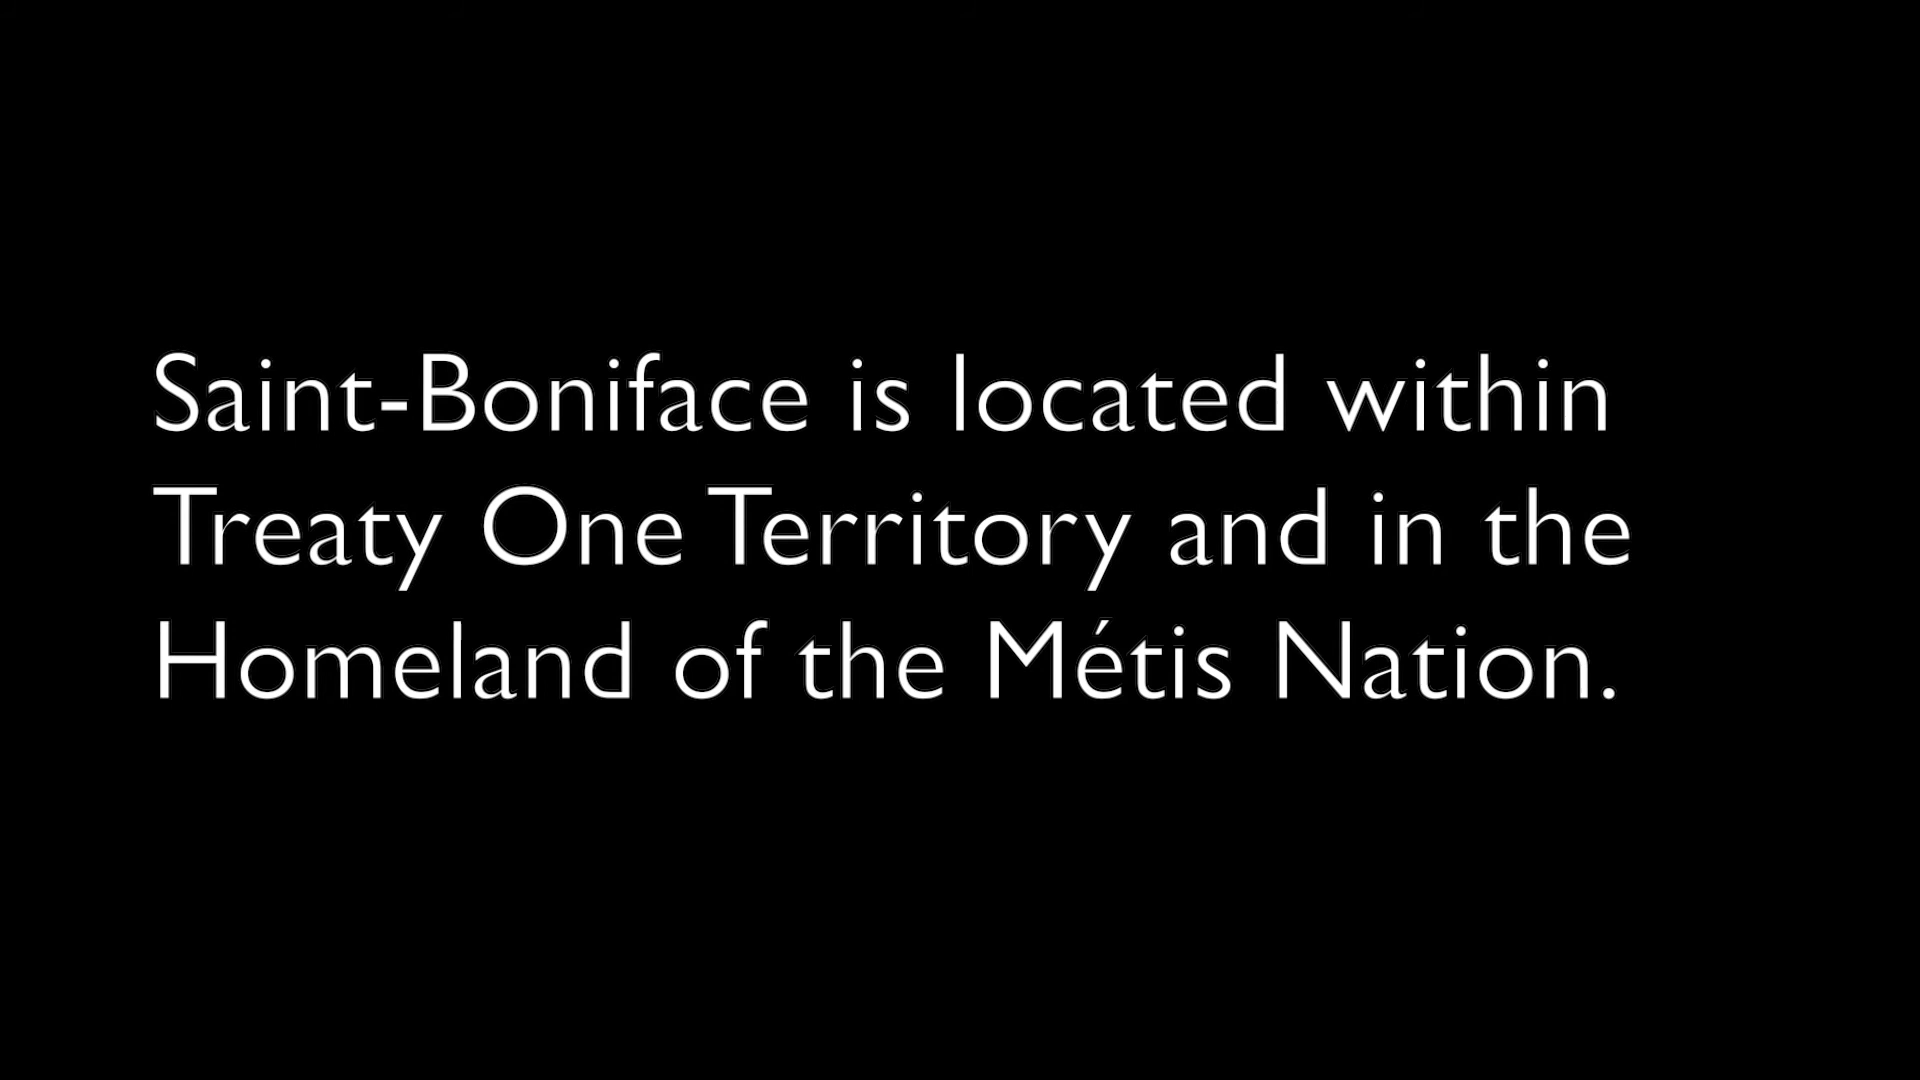 Saint-Boniface is located within
Treaty One Territory and in the
Homeland of the Métis Nation.